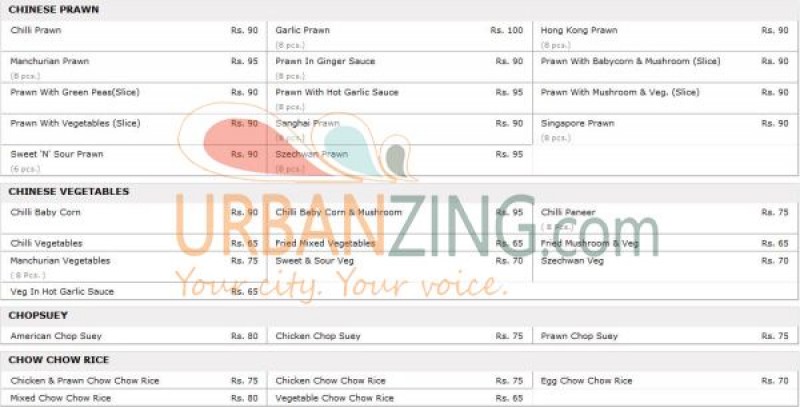 CHINESE PRAWN
Chilli Prawn Rs. 90 Garlic Prawn Rs. 100 Hong Kong Prawn Rs. 90
(8 pcs.) (8 pcs.)
Manchurian Prawn Rs. 95 Prawn In Ginger Sauce Rs. 90 Prawn With Babycorn & Mushroom (Slice) Rs. 90
(8 pcs.) (8 pcs.)
Prawn With Green Peas(Slice) Rs. 90 Prawn With Hot Garlic Sauce Rs. 95 Prawn With Mushroom & Veg. (Slice) Rs. 90
(8 pcs.)
Prawn With Vegetables (Slice) Rs. 90 Sanghai Prawn Rs. 90 Singapore Prawn Rs. 90
(8 pcs.) (8 pcs.)
Sweet 'N' Sour Prawn Rs. 90 Szechwan Prawn Rs. 95
(6 pcs.) (8 pcs.)
CHINESE VEGETABLES
Chilli Baby Corn Rs. 90 Chilli Baby Corn & Mushroom Rs. 95 Chilli Paneer Rs. 75
( 8 Pcs.)
Chilli Vegetables Rs. 65 Fried Mixed Vegetables Rs. 65 Fried Mushroom & Veg Rs. 65
Manchurian Vegetables Rs. 75 Sweet & Sour Veg Rs. 70 Szechwan Veg Rs. 70
( 8 Pcs.)
Veg In Hot Garlic Sauce Rs. 65
URBANZING.com
Your city. Your voice.
CHOPSUEY
American Chop Suey Rs. 80 Chicken Chop Suey Rs. 75 Prawn Chop Suey Rs. 75
CHOW CHOW RICE
Chicken & Prawn Chow Chow Rice Rs. 75 Chicken Chow Chow Rice Rs. 75 Egg Chow Chow Rice Rs. 70
Mixed Chow Chow Rice Rs. 80 Vegetable Chow Chow Rice Rs. 65